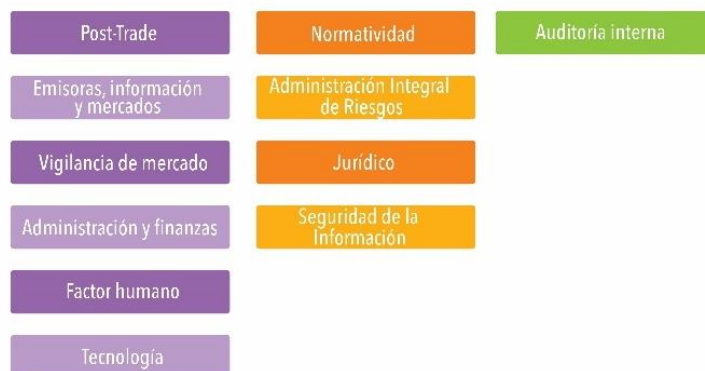 Post-Trade
Emisoras, información
y mercados
Vigilancia de mercado
Administración y finanzas
Factor humano
Tecnología
Normatividad
Administración Integral
de Riesgos
Jurídico
Seguridad de la
Información
Auditoría interna